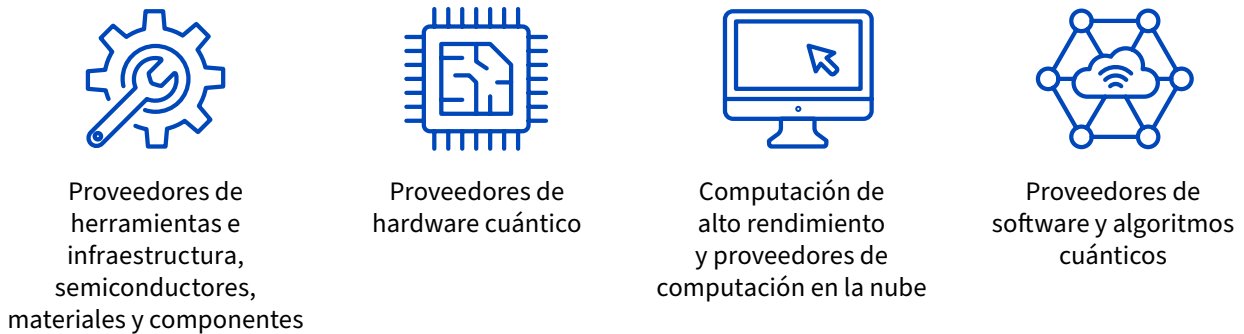 Proveedores de
herramientas e
infraestructura,
semiconductores,
materiales y componentes
Proveedores de
hardware cuántico
Computación de
alto rendimiento
y proveedores de
computación en la nube
Proveedores de
software y algoritmos
cuánticos